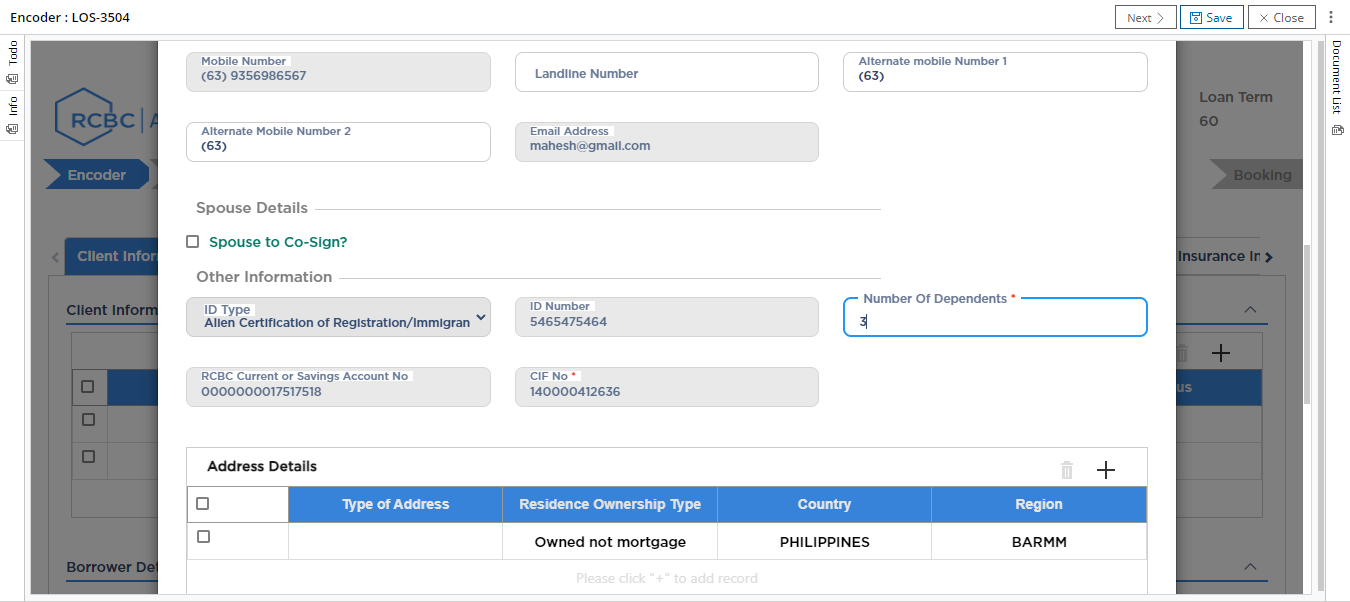 Encoder : LOS-3504
Next
Save
Close
Todo
Info
Document List
RCBC
Loan Term
60
Encoder
Booking
Mobile Number
(63) 9356986567
Landline Number
Alternate mobile Number 1
(63)
Alternate Mobile Number 2
(63)
Email Address
mahesh@gmail.com
Spouse Details
Spouse to Co-Sign?
Client Infor
Insurance In
Other Information
Client Inform
ID Type
Alien Certification of Registration/Immigran
ID Number
5465475464
Number Of Dependents *
3
RCBC Current or Savings Account No
0000000017517518
CIF No *
140000412636
us
Address Details
Type of Address
Residence Ownership Type
Country
Region
Owned not mortgage
PHILIPPINES
BARMM
Please click "+" to add record
Borrower Det